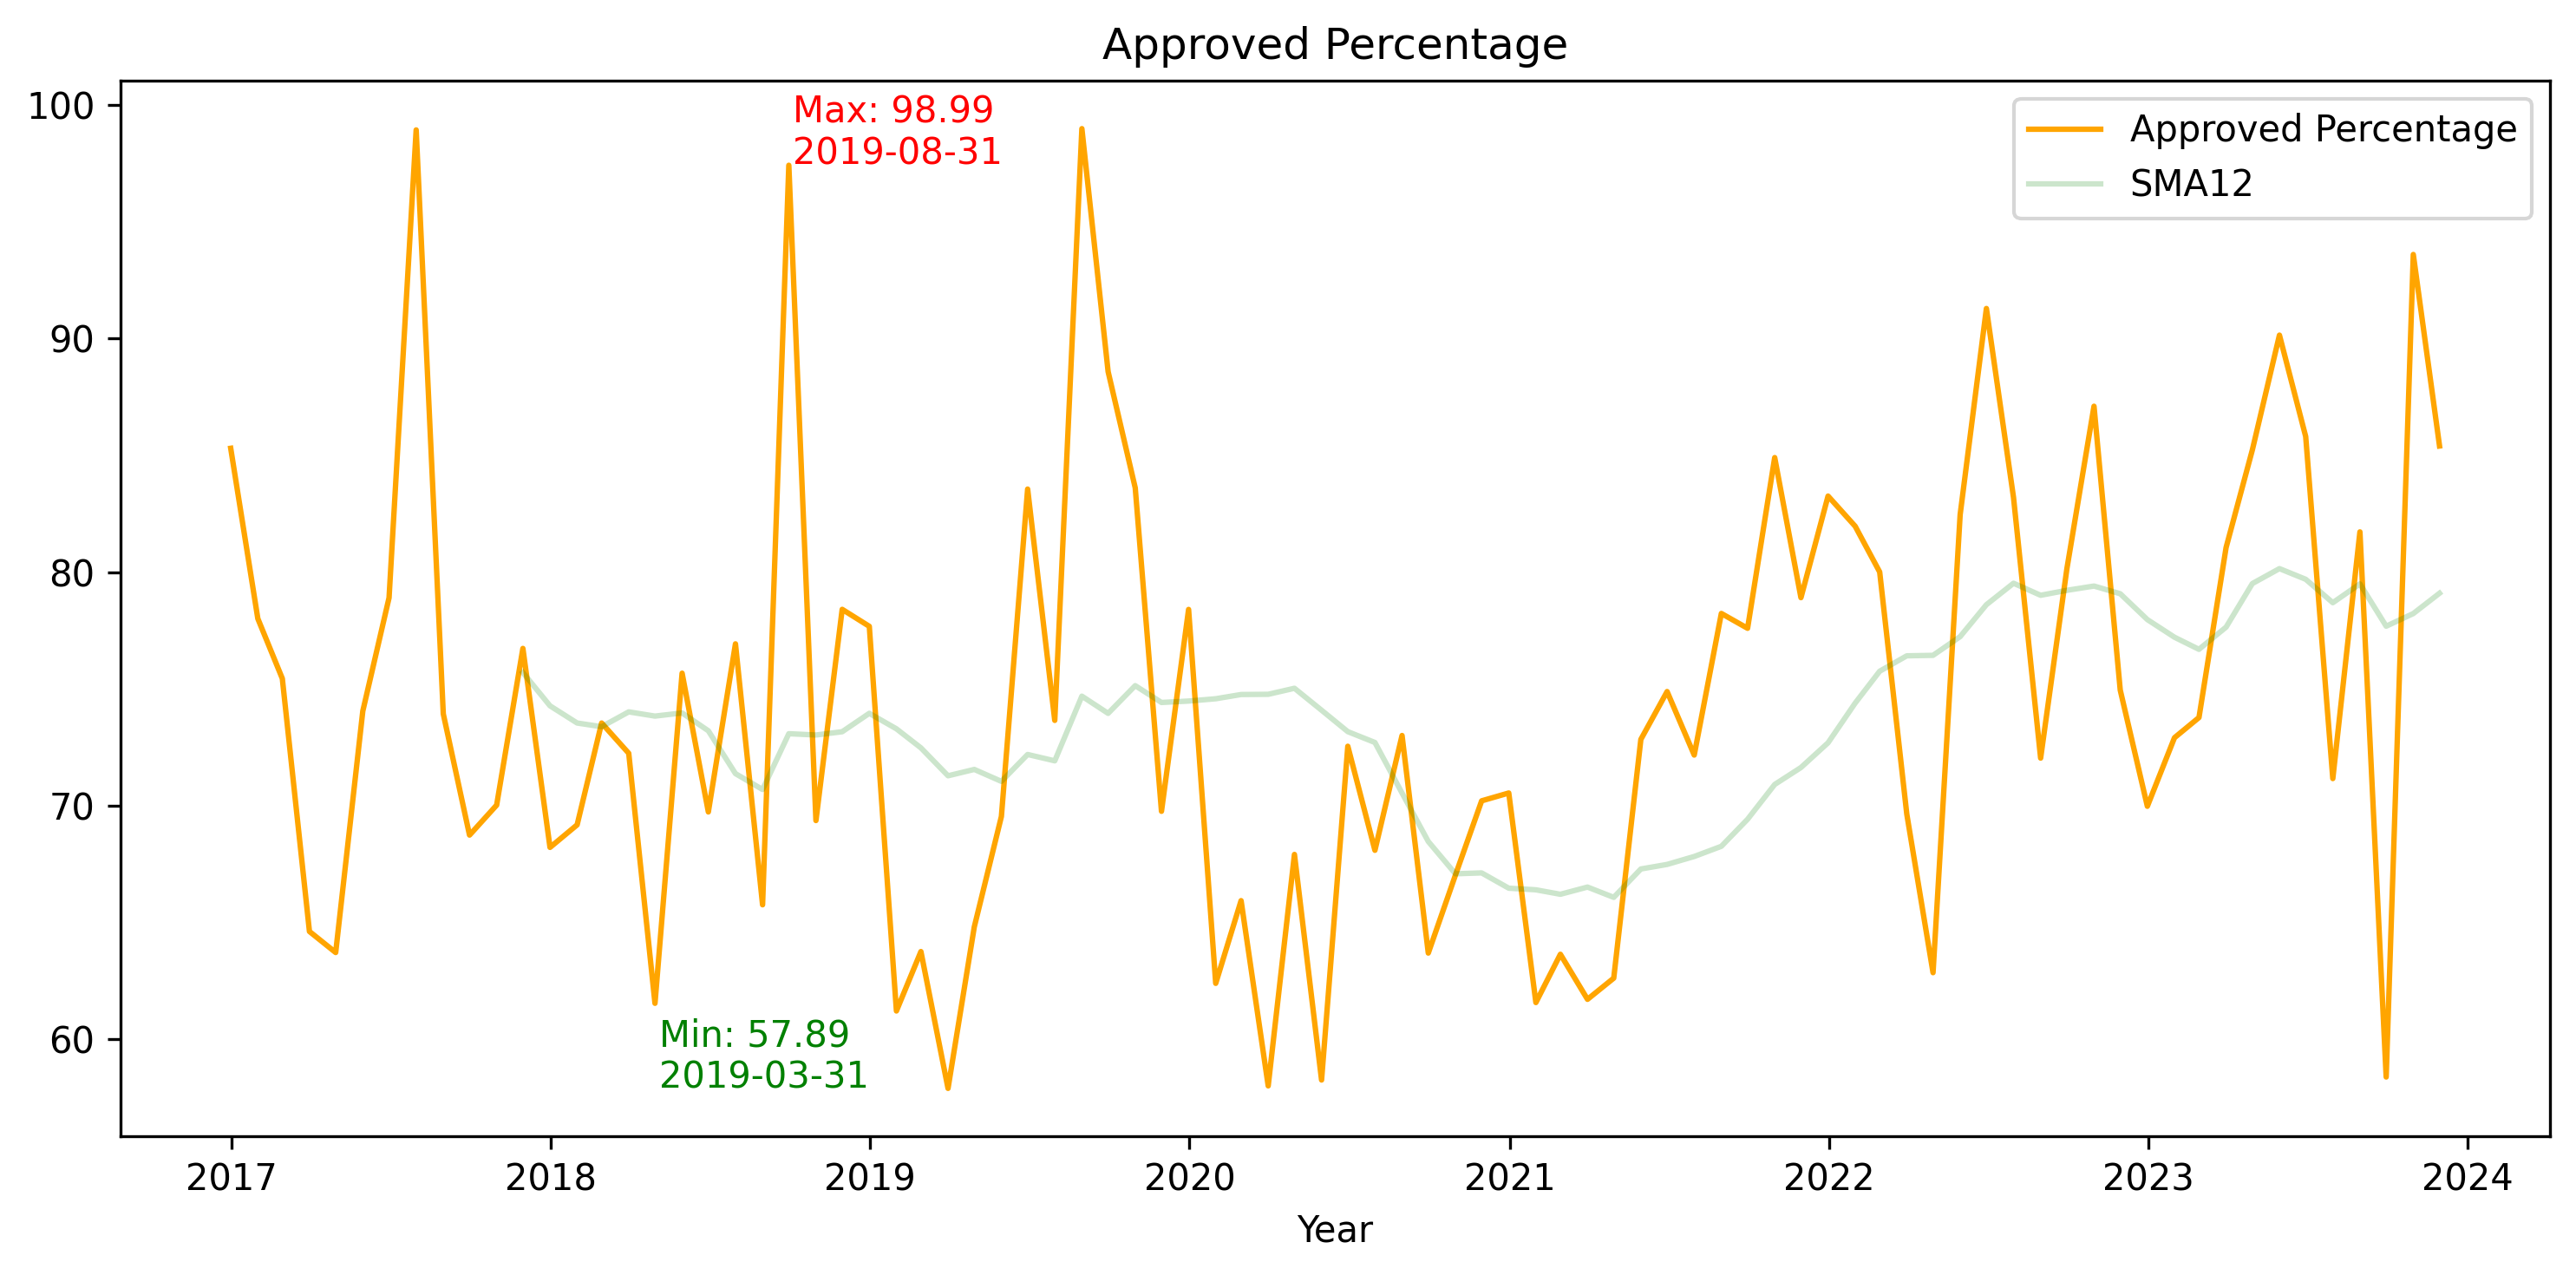 Approved Percentage
Max: 98.99
2019-08-31
Approved Percentage
SMA12
100
90
80
70
60
Min: 57.89
2019-03-31
2017 2018 2019 2020 2021 2022 2023 2024
Year